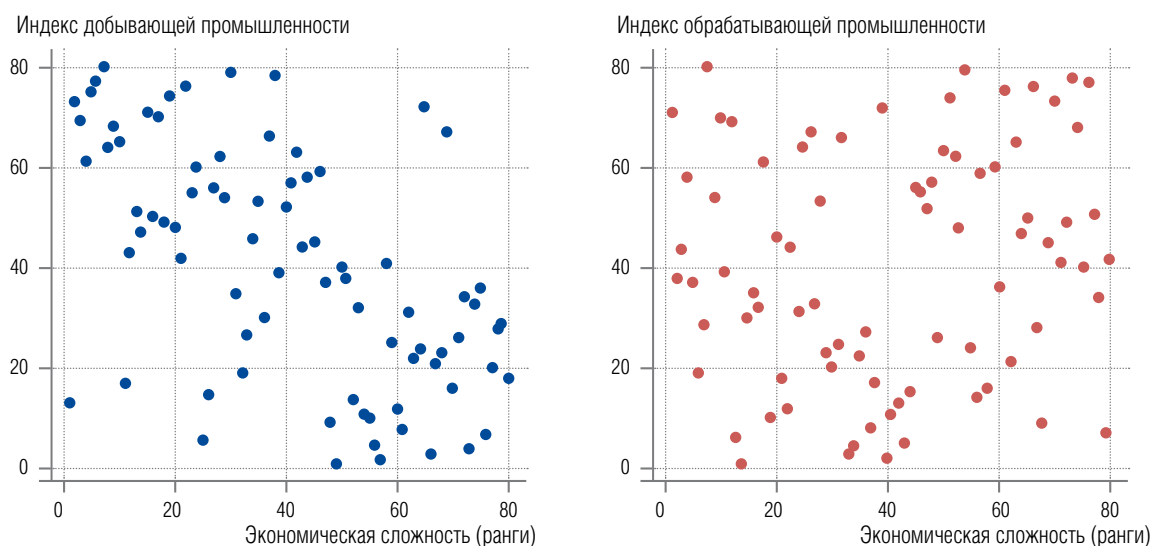 Индекс добывающей промышленности
80
60
40
20
0
0 20 40 60 80
Экономическая сложность (ранги)
Индекс обрабатывающей промышленности
80
60
40
20
0
0 20 40 60 80
Экономическая сложность (ранги)